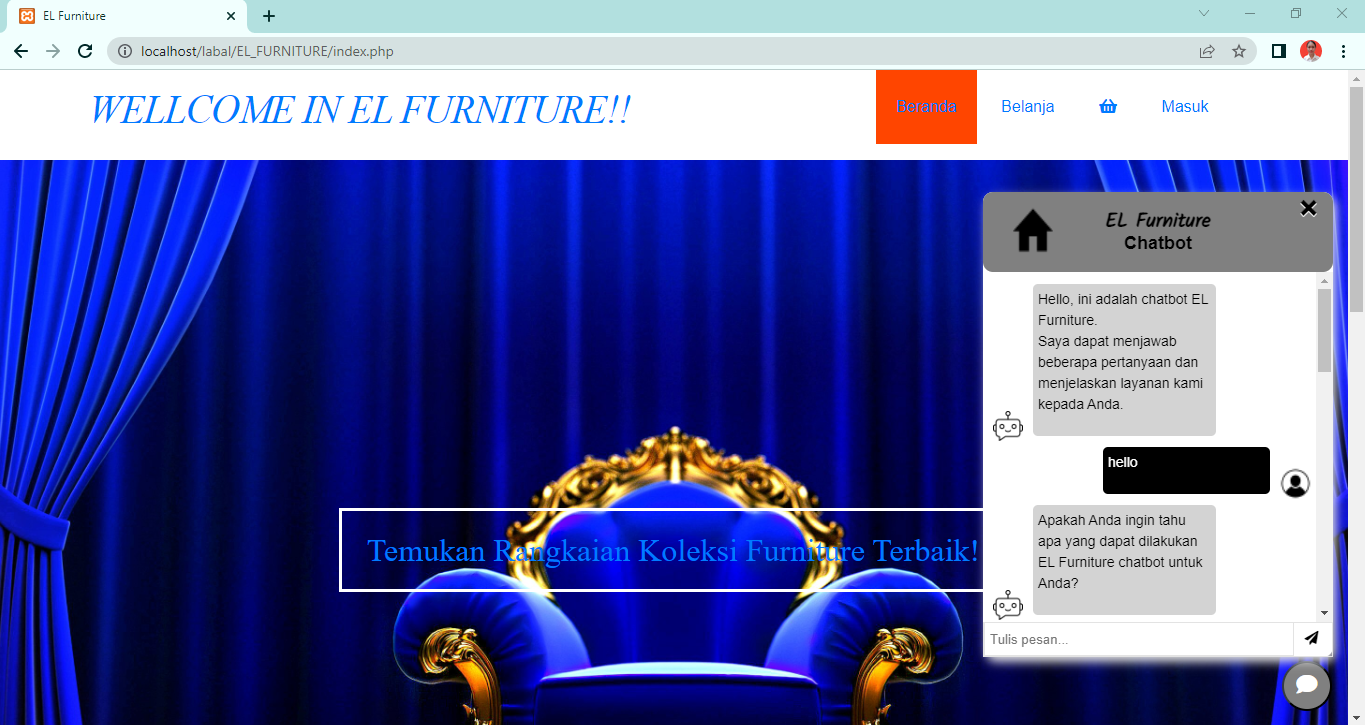 EL Furniture
localhost/labal/EL_FURNITURE/index.php
WELLCOME IN EL FURNITURE!!
Beranda
Belanja
Masuk
Temukan Rangkaian Koleksi Furniture Terbaik!
EL Furniture
Chatbot
Hello, ini adalah chatbot EL
Furniture.
Saya dapat menjawab
beberapa pertanyaan dan
menjelaskan layanan kami
kepada Anda.
hello
Apakah Anda ingin tahu
apa yang dapat dilakukan
EL Furniture chatbot untuk
Anda?
Tulis pesan...